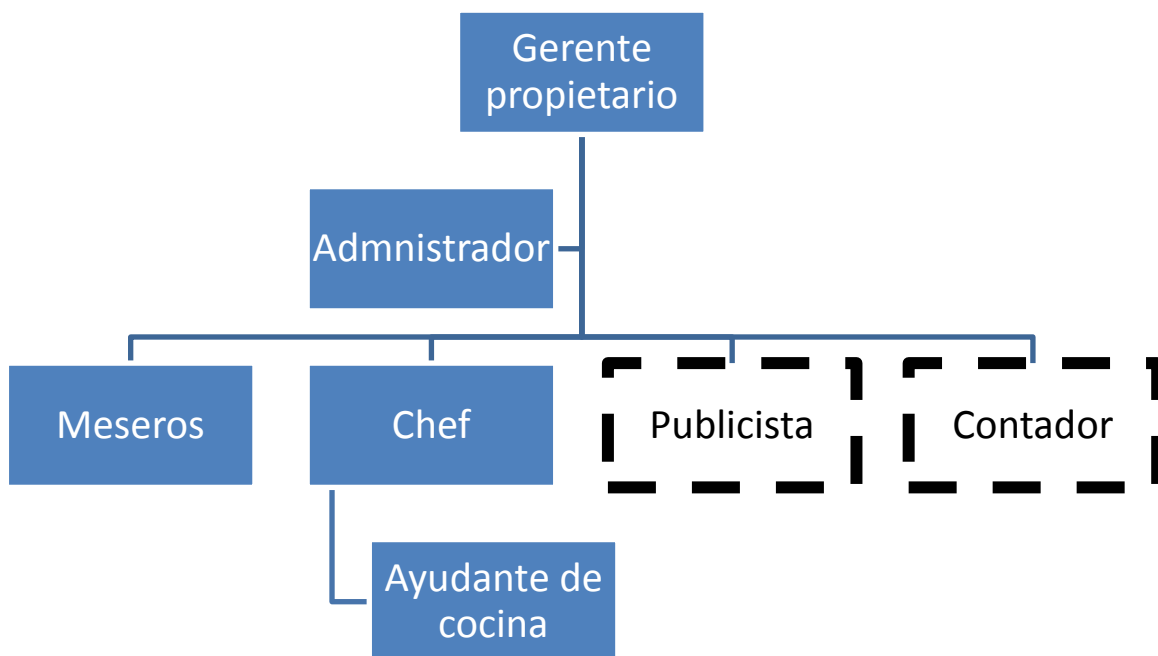 Gerente
propietario
Admnistrador
Meseros
Chef
Publicista
Contador
Ayudante de
cocina